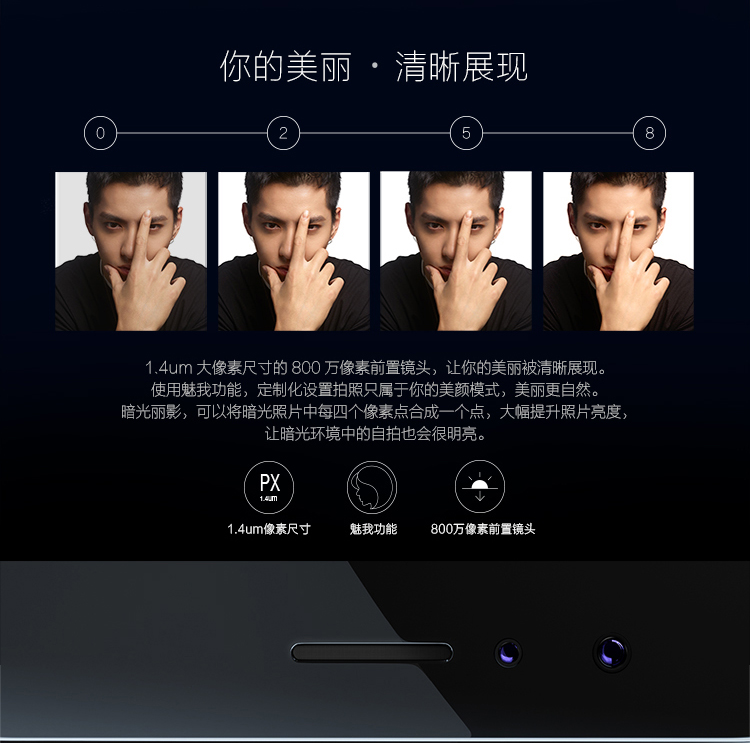 你的美丽 · 清晰展现
0 2 5 8
1.4um 大像素尺寸的 800 万像素前置镜头，让你的美丽被清晰展现。
使用魅我功能，定制化设置拍照只属于你的美颜模式，美丽更自然。
暗光丽影，可以将暗光照片中每四个像素点合成一个点，大幅提升照片亮度，
让暗光环境中的自拍也会很明亮。
PX
1.4um
1.4um像素尺寸 魅我功能 800万像素前置镜头